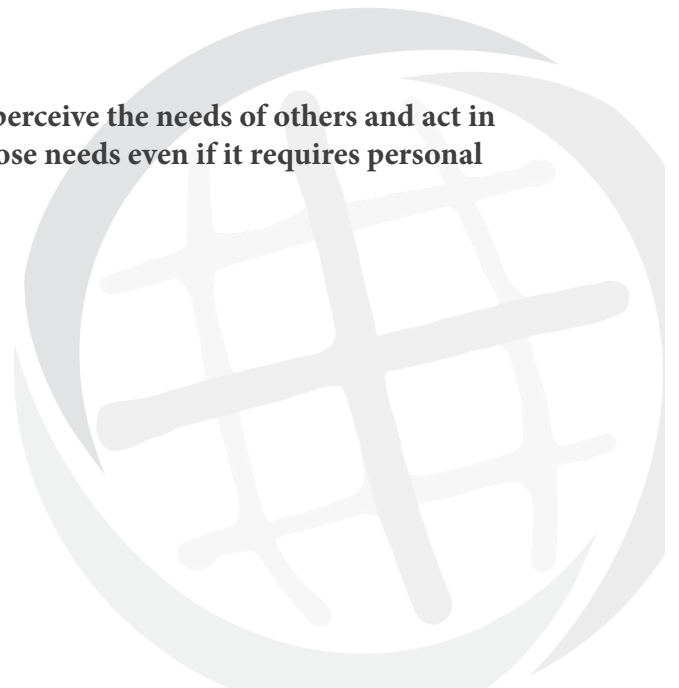 perceive the needs of others and act in
ose needs even if it requires personal